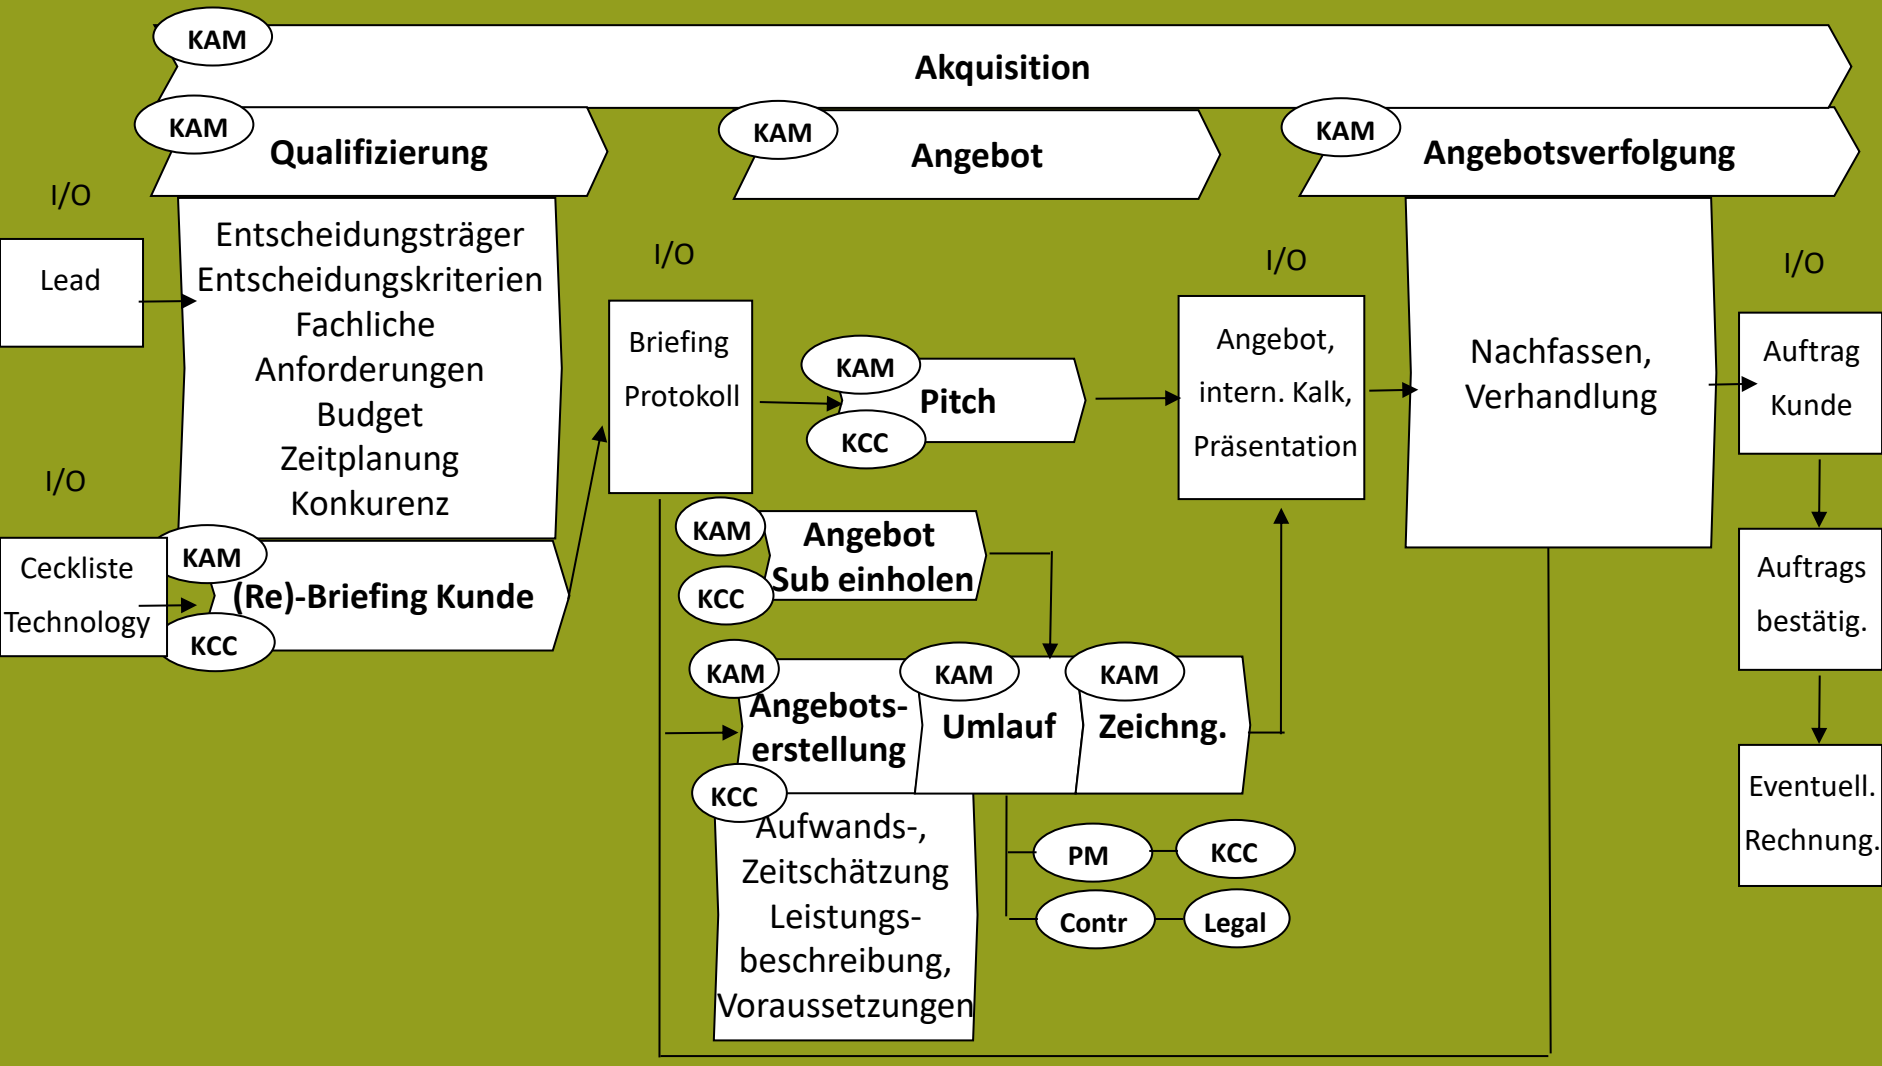 KAM
Akquisition
KAM
Qualifizierung
KAM
Angebot
KAM
Angebotsverfolgung
I/O
Lead
Entscheidungsträger
Entscheidungskriterien
Fachliche
Anforderungen
Budget
Zeitplanung
Konkurenz
I/O
Ceckliste
Technology
KAM
(Re)-Briefing Kunde
KCC
I/O
Briefing
Protokoll
KAM
Pitch
KCC
KAM
Angebot
Sub einholen
KCC
KAM
Angebots-
erstellung
KCC
KAM
Umlauf
KAM
Zeichng.
Aufwands-,
Zeitschätzung
Leistungs-
beschreibung,
Voraussetzungen
PM
KCC
Contr
Legal
I/O
Angebot,
intern. Kalk,
Präsentation
Nachfassen,
Verhandlung
I/O
Auftrag
Kunde
Auftrags
bestätig.
Eventuell.
Rechnung.